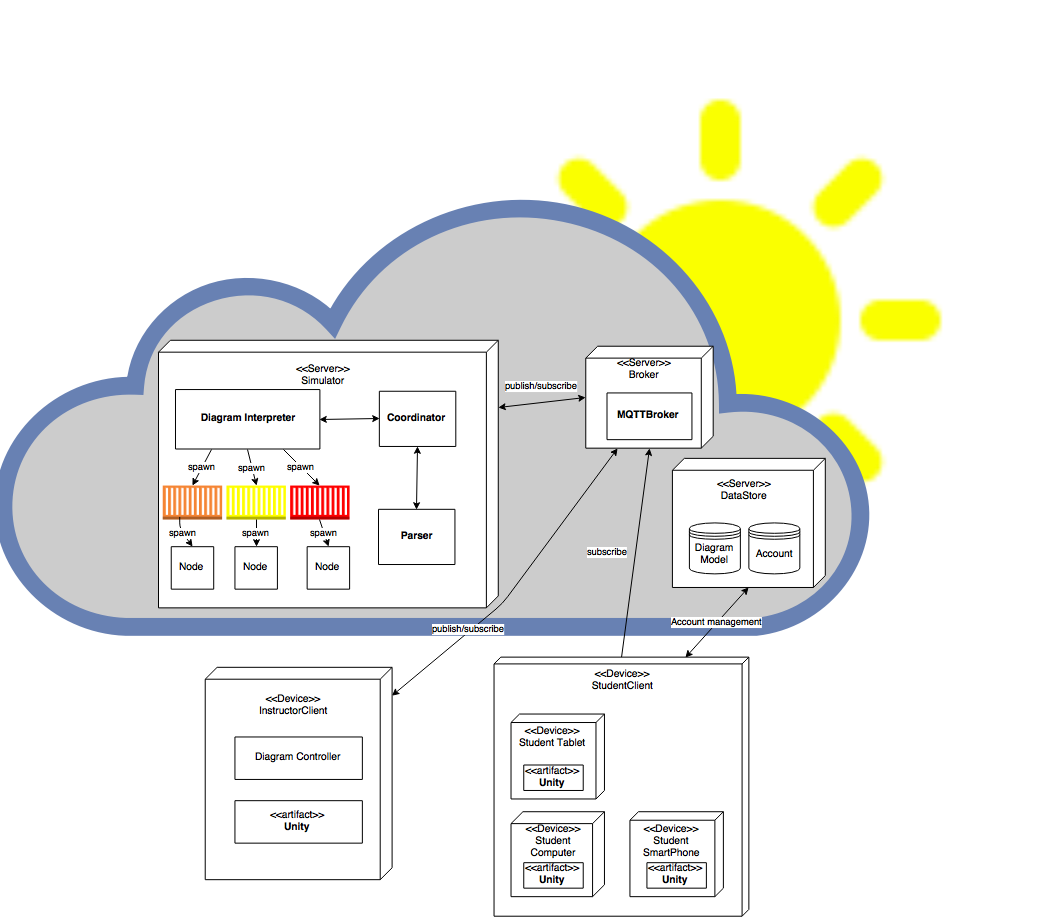 <<Server>>
Simulator
Diagram Interpreter
Coordinator
spawn
spawn
spawn
spawn
spawn
spawn
Node
Node
Node
Parser
publish/subscribe
<<Server>>
Broker
MQTTBroker
<<Server>>
DataStore
Diagram
Model
Account
subscribe
publish/subscribe
Account management
<<Device>>
InstructorClient
Diagram Controller
<<artifact>>
Unity
<<Device>>
StudentClient
<<Device>>
Student Tablet
<<artifact>>
Unity
<<Device>>
Student
Computer
<<artifact>>
Unity
<<Device>>
Student
SmartPhone
<<artifact>>
Unity